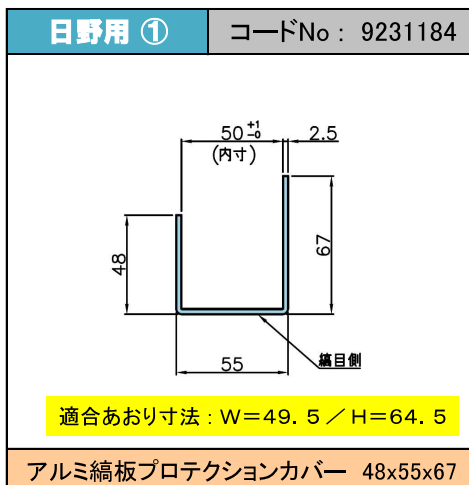 日野用 ①
コードNo : 9231184
50 +1 -0
2.5
(内寸)
48
67
55
縞目側
適合あおり寸法 : W=49. 5 / H=64. 5
アルミ縞板プロテクションカバー 48x55x67